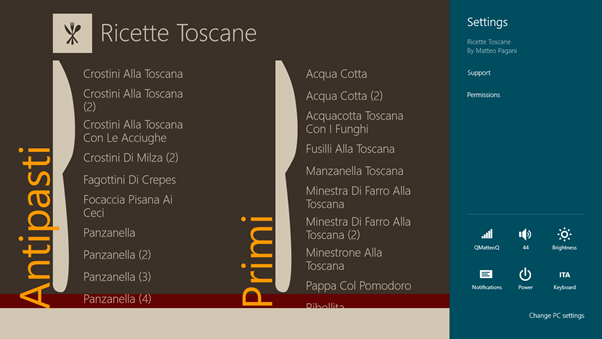 Ricette Toscane
Antipasti
Crostini Alla Toscana
Crostini Alla Toscana
(2)
Crostini Alla Toscana
Con Le Acciughe
Crostini Di Milza (2)
Fagottini Di Crepes
Focaccia Pisana Ai
Ceci
Panzanella
Panzanella (2)
Panzanella (3)
Panzanella (4)
Primi
Acqua Cotta
Acqua Cotta (2)
Acquacotta Toscana
Con I Funghi
Fusilli Alla Toscana
Manzanella Toscana
Minestra Di Farro Alla
Toscana
Minestra Di Farro Alla
Toscana (2)
Minestrone Alla
Toscana
Pappa Col Pomodoro
Ribollita
Settings
Ricette Toscane
By Matteo Pagani
Support
Permissions
QMatteoQ
44
Brightness
Notifications
Power
ITA
Keyboard
Change PC settings